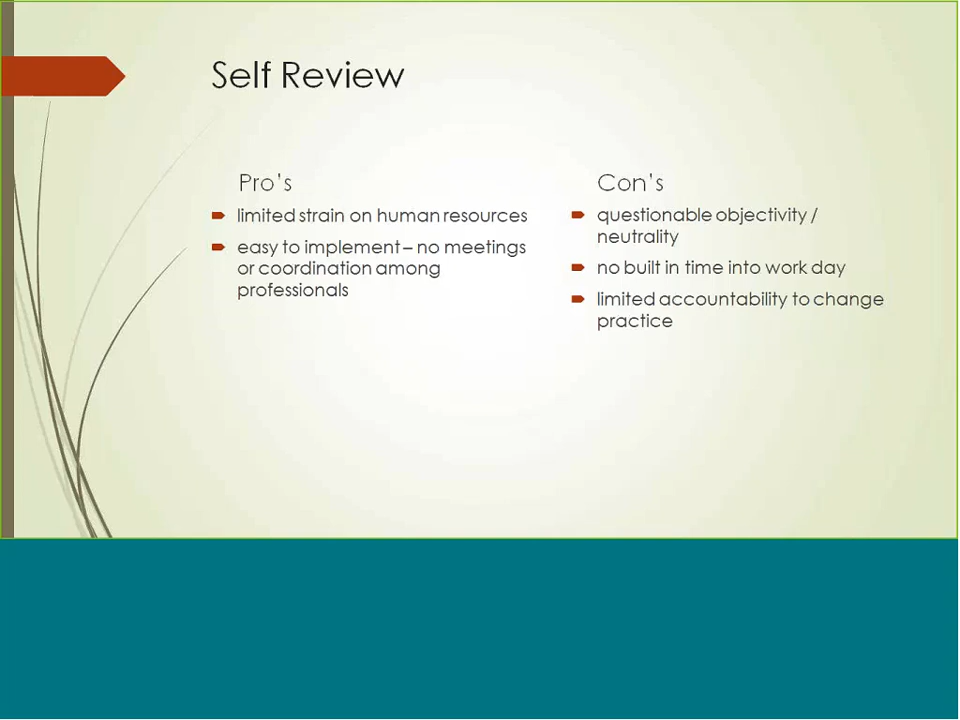 Self Review
Pro's
limited strain on human resources
easy to implement – no meetings
or coordination among
professionals
Con's
questionable objectivity /
neutrality
no built in time into work day
limited accountability to change
practice